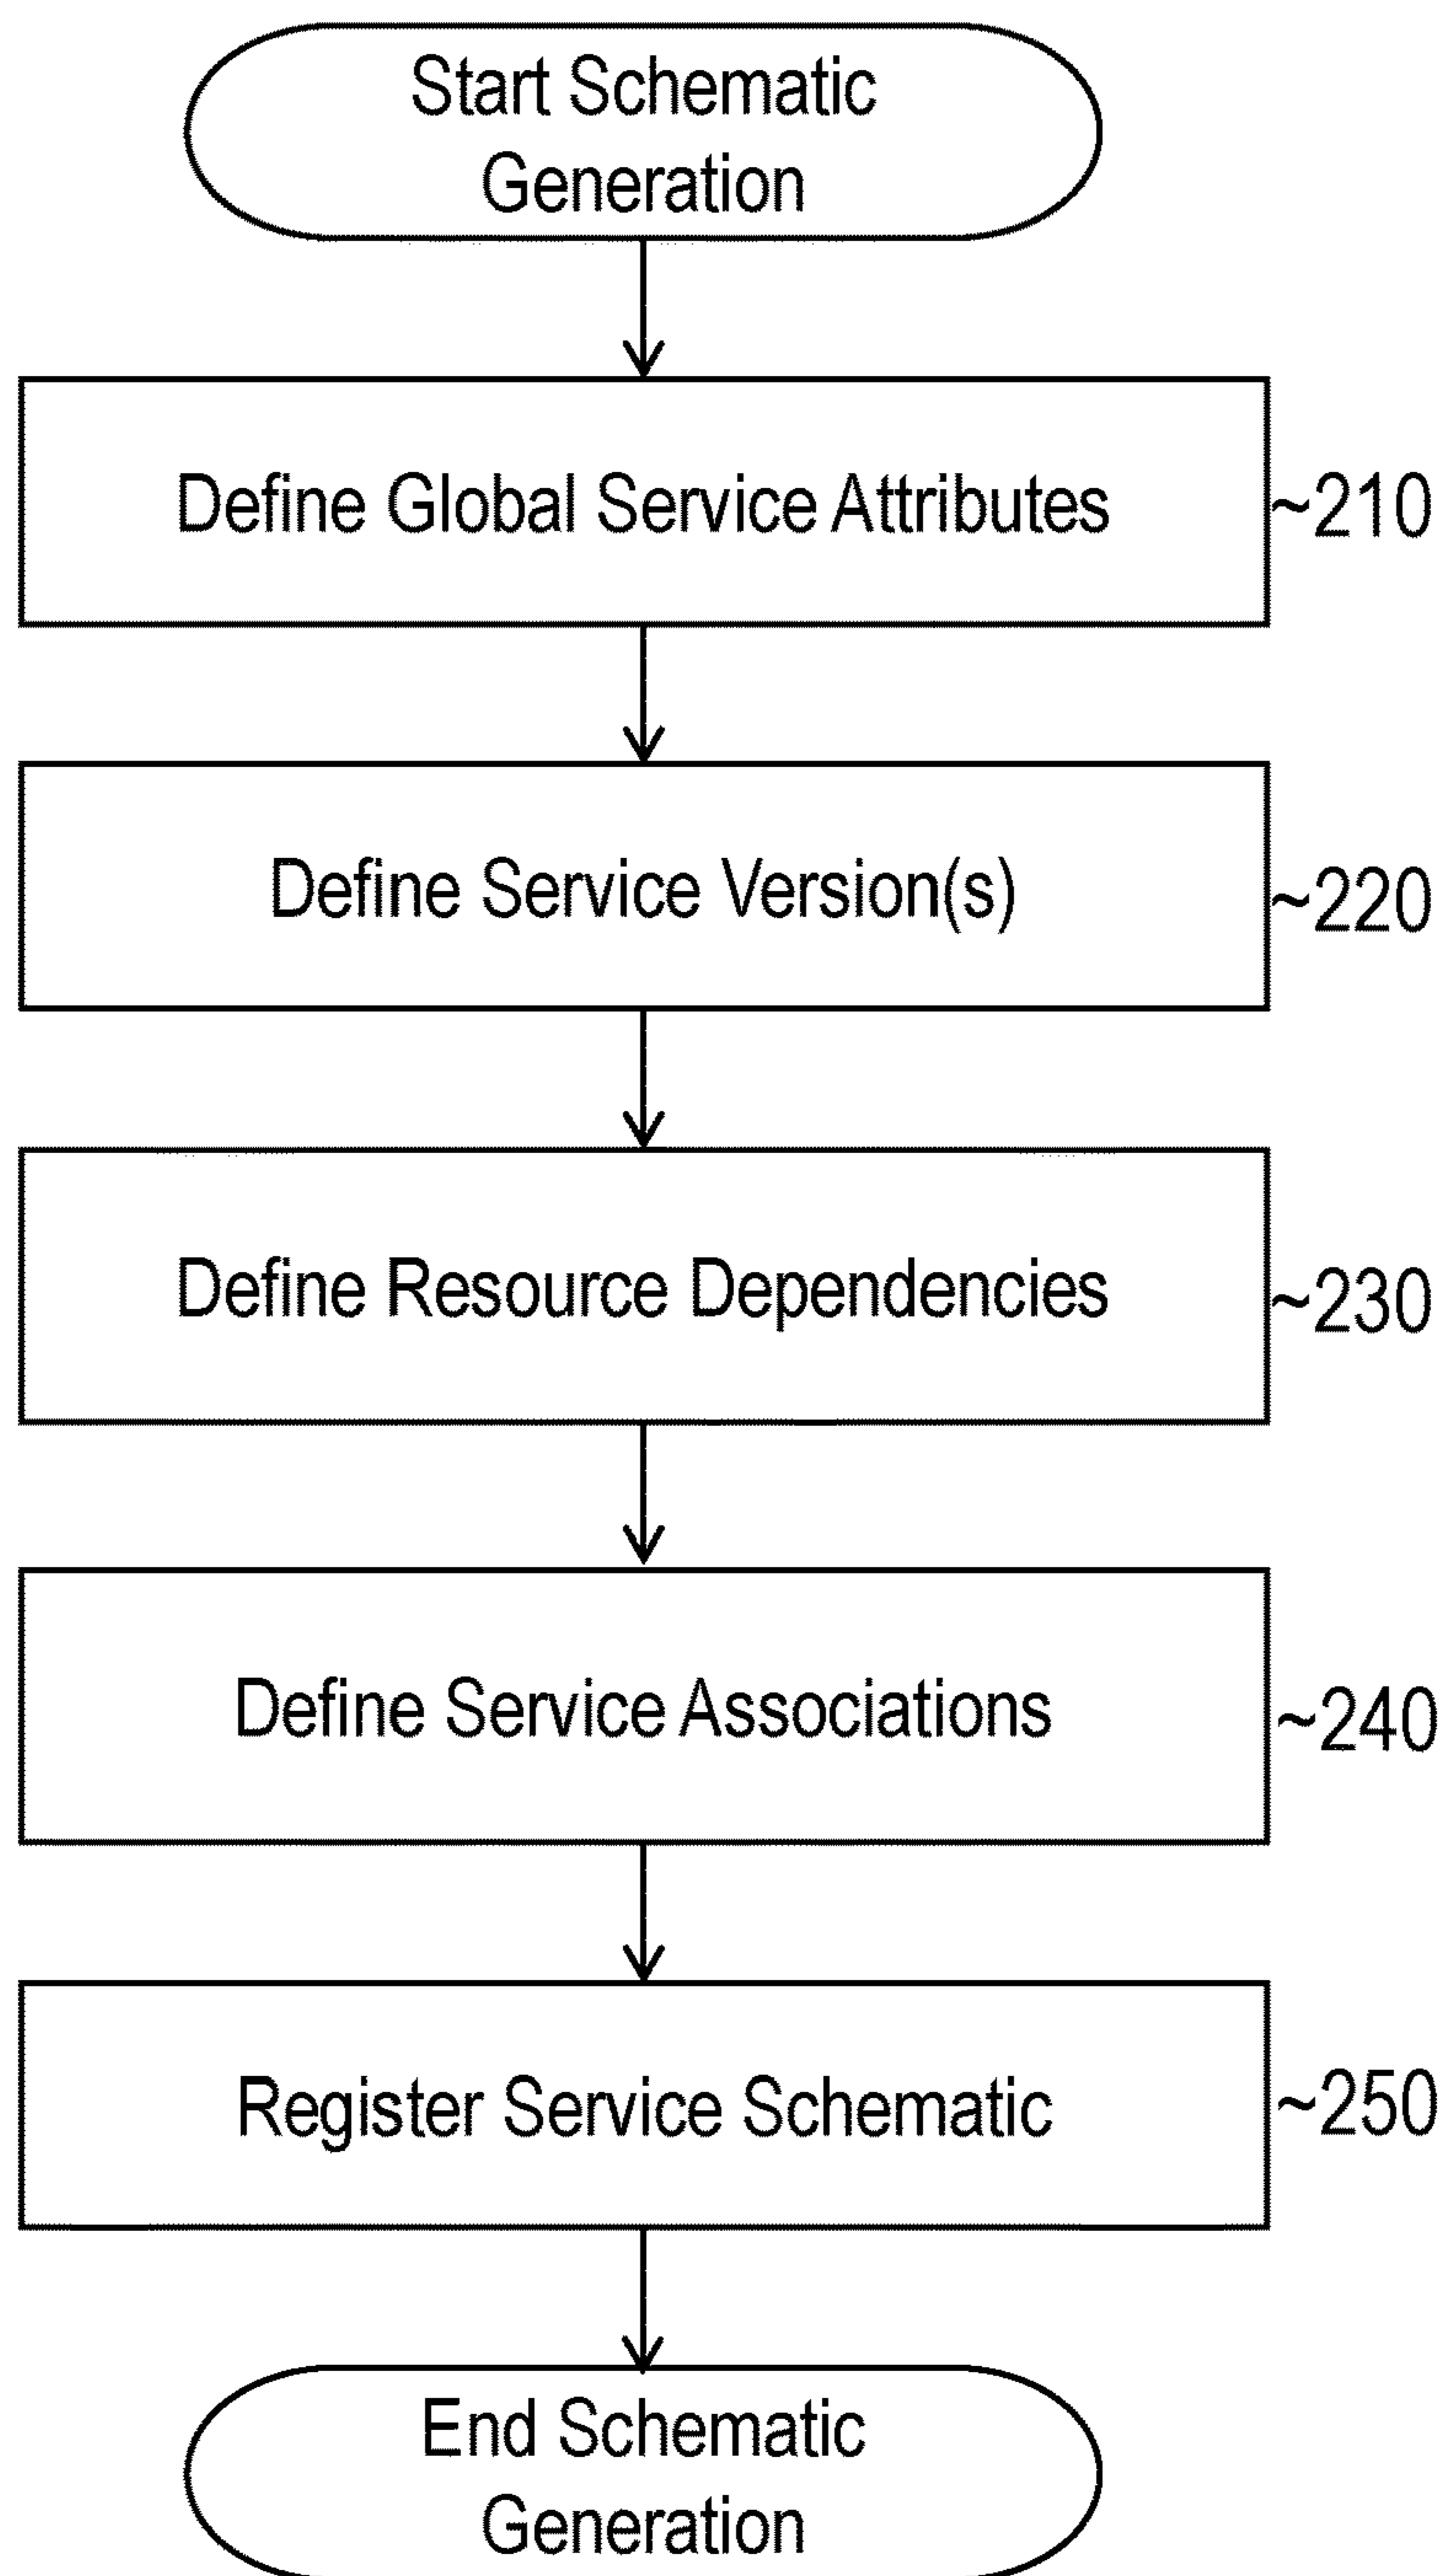 Start Schematic
Generation
Define Global Service Attributes
~210
Define Service Version(s)
~220
Define Resource Dependencies
~230
Define Service Associations
~240
Register Service Schematic
~250
End Schematic
Generation